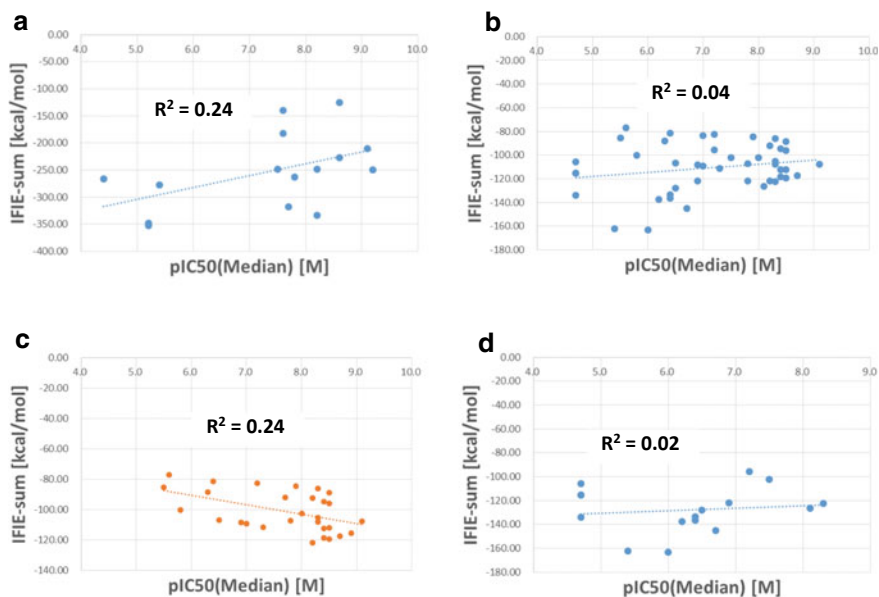 a
0.00
4.0 5.0 6.0 7.0 8.0 9.0 10.0
-50.00
-100.00
-150.00
-200.00
-250.00
-300.00
-350.00
-400.00
R² = 0.24
IFIE-sum [kcal/mol]
pIC50(Median) [M]
b
0.00
4.0 5.0 6.0 7.0 8.0 9.0 10.0
-20.00
-40.00
-60.00
-80.00
-100.00
-120.00
-140.00
-160.00
-180.00
R² = 0.04
IFIE-sum [kcal/mol]
pIC50(Median) [M]
c
0.00
4.0 5.0 6.0 7.0 8.0 9.0 10.0
-20.00
-40.00
-60.00
-80.00
-100.00
-120.00
-140.00
R² = 0.24
IFIE-sum [kcal/mol]
pIC50(Median) [M]
d
0.00
4.0 5.0 6.0 7.0 8.0 9.0
-20.00
-40.00
-60.00
-80.00
-100.00
-120.00
-140.00
-160.00
-180.00
R² = 0.02
IFIE-sum [kcal/mol]
pIC50(Median) [M]